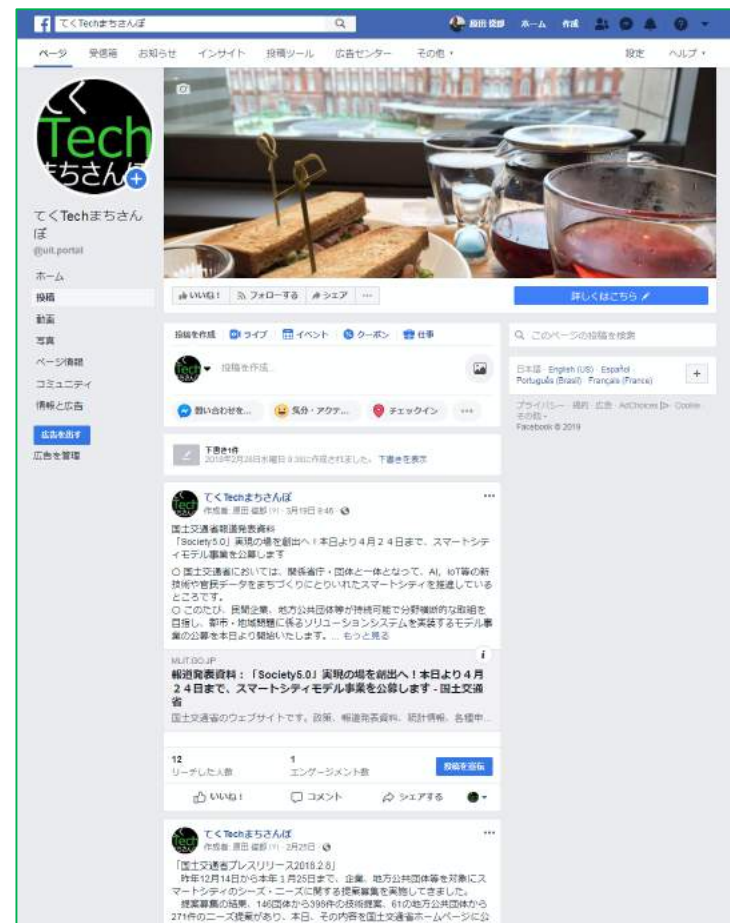 てくTechまちさんぽ
ホーム 作成
ページ 受信箱 お知らせ インサイト 投稿ツール 広告センター その他 設定 ヘルプ
てく
Tech
まちさんぽ
てくTechまちさん
ぽ
@uit.portal
ホーム
投稿
動画
写真
ページ情報
コミュニティ
情報と広告
広告を出す
広告を管理
いいね! フォローする シェア ... 詳しくはこちら
投稿を作成 ライブ イベント クーポン 仕事
投稿を作成...
問い合わせを... 気分・アクテ... チェックイン ...
このページの投稿を検索
日本語 · English (US) · Español ·
Português (Brasil) · Français (France)
プライバシー · 規約 · 広告 · AdChoices · Cookie ·
その他
Facebook © 2019
下書き1件
下書きを表示
てくTechまちさんぽ
3月19日 9:46
国土交通省報道発表資料
「Society5.0」実現の場を創出へ!本日より4月24日まで、スマートシテ
ィモデル事業を公募します
○ 国土交通省においては、関係省庁・団体と一体となって、AI、IoT等の新
技術や官民データをまちづくりにとりいれたスマートシティを推進している
ところです。
○ このたび、民間企業、地方公共団体等が持続可能で分野横断的な取組を
目指し、都市・地域問題に係るソリューションシステムを実装するモデル事
業の公募を本日より開始いたします。... もっと見る
MLIT.GO.JP
報道発表資料:「Society5.0」実現の場を創出へ!本日より4月
24日まで、スマートシティモデル事業を公募します - 国土交通
省
国土交通省のウェブサイトです。政策、報道発表資料、統計情報、各種申...
12
リーチした人数
1
エンゲージメント数
投稿を宣伝
いいね! コメント シェアする
てくTechまちさんぽ
2月25日
「国土交通省プレスリリース2018.2.8」
昨年12月14日から本年1月25日まで、企業、地方公共団体等を対象にス
マートシティのシーズ・ニーズに関する提案募集を実施してきました。
提案募集の結果、146団体から398件の技術提案、61の地方公共団体から
271件のニーズ提案があり、本日、その内容を国土交通省ホームページに公